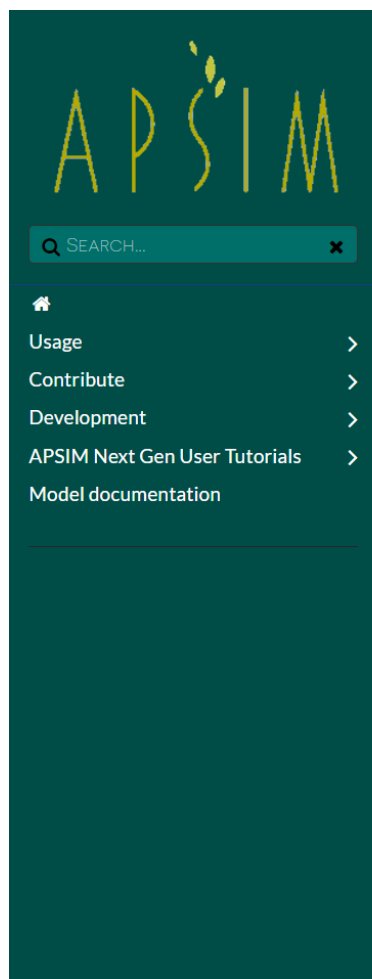 APSIM
SEARCH...
Usage
Contribute
Development
APSIM Next Gen User Tutorials
Model documentation